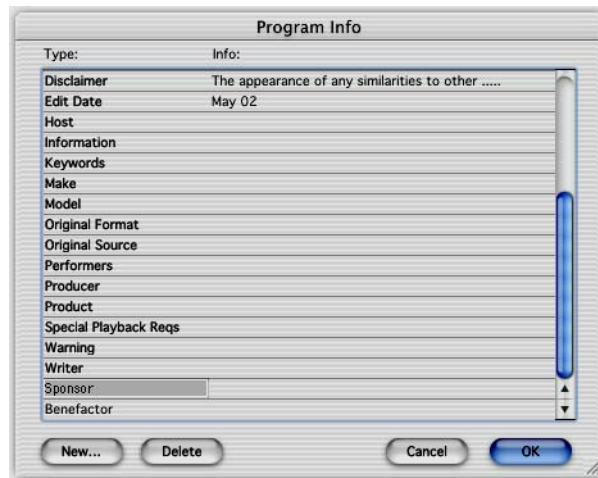 Program Info
Type: Info:
Disclaimer The appearance of any similarities to other .....
Edit Date May 02
Host
Information
Keywords
Make
Model
Original Format
Original Source
Performers
Producer
Product
Special Playback Reqs
Warning
Writer
Sponsor
Benefactor
New... Delete Cancel OK